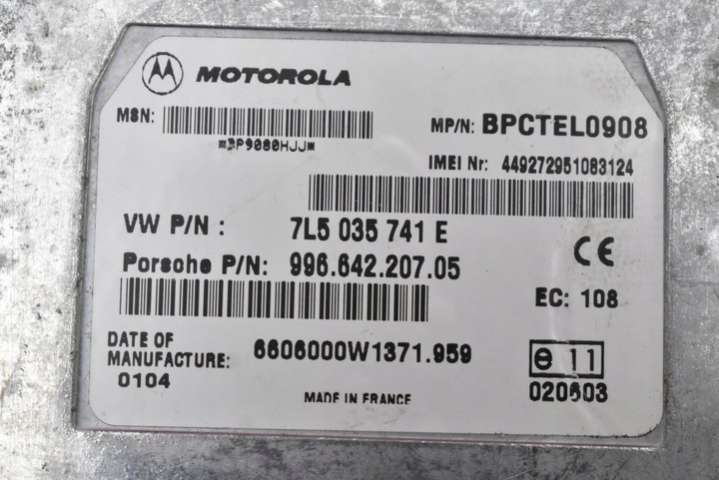 MOTOROLA
MSN:
MP/N: BPCTEL0908
IMEI Nr: 449272951083124
VW P/N : 7L5 035 741 E
Porsche P/N: 996.642.207.05
EC: 108
DATE OF
MANUFACTURE:
0104
6606000W1371.959
e 11
020603
MADE IN FRANCE